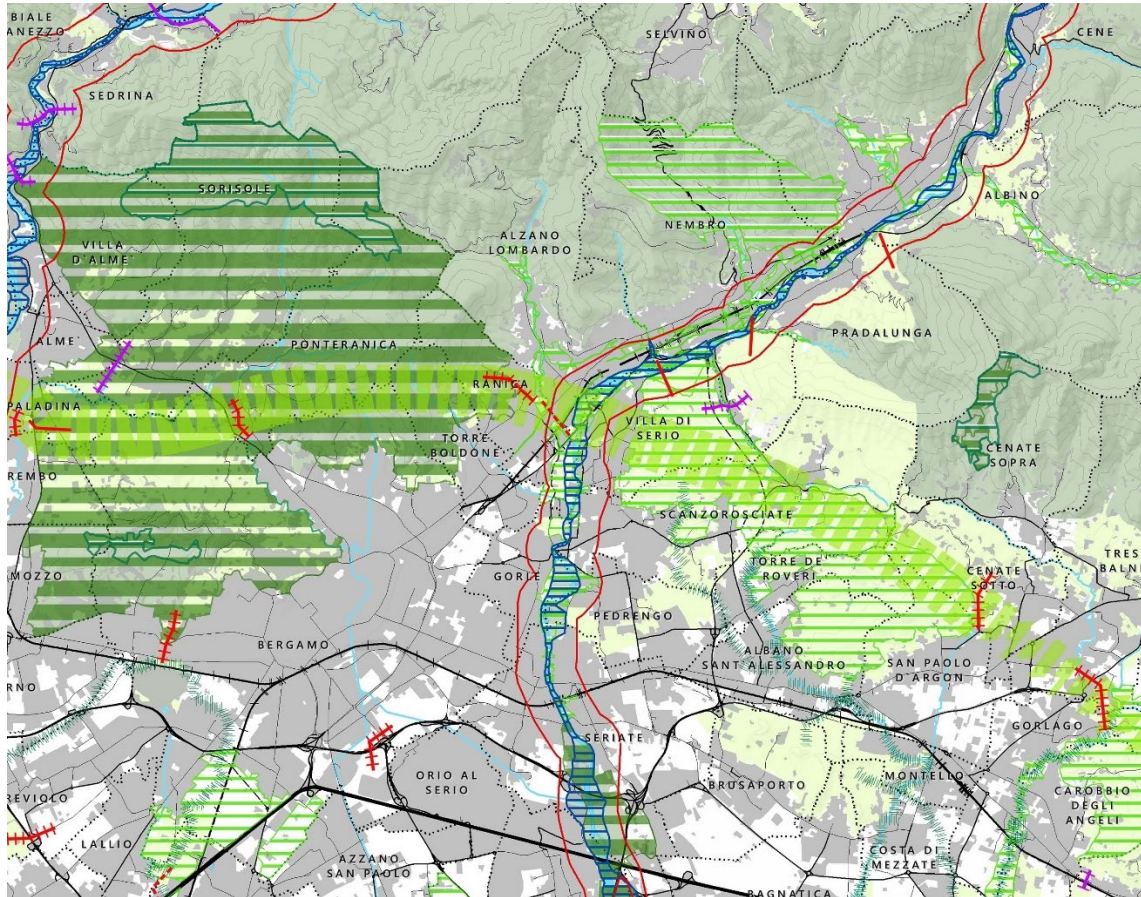 BIALE
ANEZZO
SELVINO
CENE
SEDRINA
SORISOLE
ALBINO
NEMBRO
ALZANO
LOMBARDO
VILLA
D'ALME'
PRADALUNGA
ALME'
PONTERANICA
RANICA
PALADINA
VILLA DI
SERIO
TORRE
BOLDONE
CENATE
SOPRA
REMBO
SCANZOROSCIATE
TORRE DE
ROVERI
TRES
BALNE
MOZZO
GORLE
CENATE
SOTTO
PEDRENGO
BERGAMO
ALBANO
SANT'ALESSANDRO
SAN PAOLO
D'ARGON
RNO
GORLAGO
SERIATE
ORIO AL
SERIO
BRUSAPORTO
MONTELLO
CAROBBIO
DEGLI
ANGELI
REVIOLO
LALLIO
AZZANO
SAN PAOLO
COSTA DI
MEZZATE
BAGNATICA